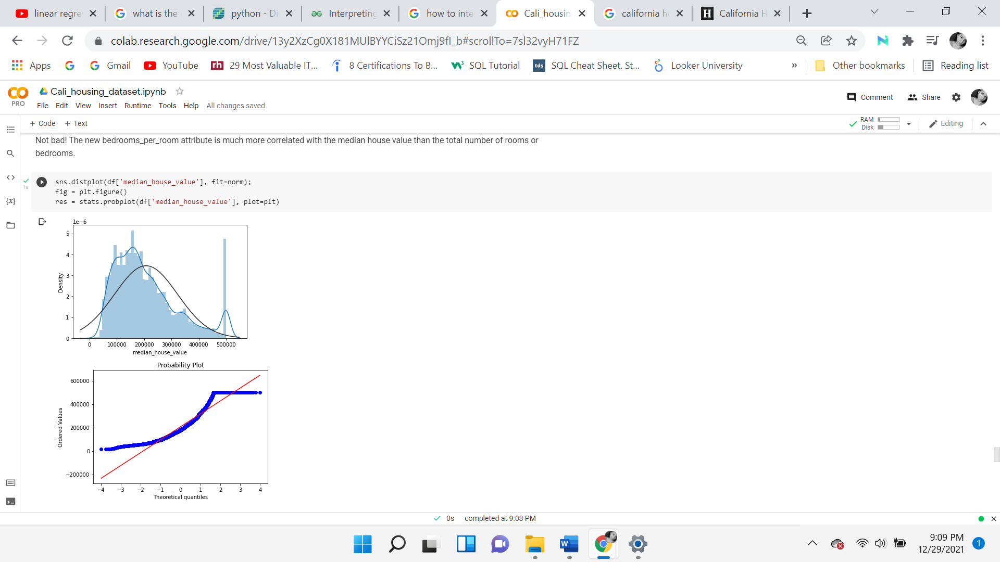 linear regre
what is the
python - Di
Interpreting
how to inte
Cali_housin
california h
California H
colab.research.google.com/drive/13y2XzCg0X181MUlBYYCiSz21Omj9fI_b#scrollTo=7sl32vyH71FZ
Apps
Gmail
YouTube
rh
29 Most Valuable IT...
8 Certifications To B...
SQL Tutorial
tds
SQL Cheat Sheet. St...
Looker University
»
Other bookmarks
Reading list
PRO
Cali_housing_dataset.ipynb
File Edit View Insert Runtime Tools Help All changes saved
Comment
Share
+ Code + Text
RAM
Disk
Editing
Not bad! The new bedrooms_per_room attribute is much more correlated with the median house value than the total number of rooms or
bedrooms.
1s
sns.distplot(df['median_house_value'], fit=norm);
fig = plt.figure()
res = stats.probplot(df['median_house_value'], plot=plt)
1e−6
5
4
3
2
1
0
Density
0 100000 200000 300000 400000 500000
median_house_value
Probability Plot
600000
400000
200000
0
−200000
Ordered Values
−4 −3 −2 −1 0 1 2 3 4
Theoretical quantiles
0s completed at 9:08 PM
9:09 PM
12/29/2021
1